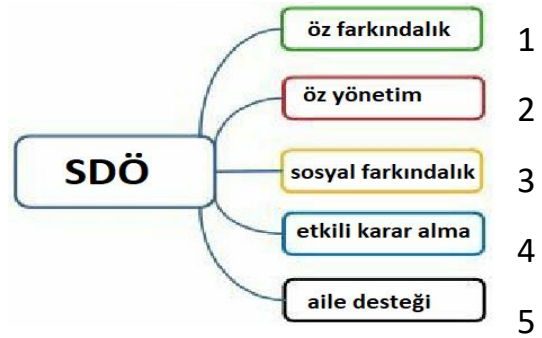 öz farkındalık 1
öz yönetim 2
SDÖ
sosyal farkındalık 3
etkili karar alma 4
aile desteği 5